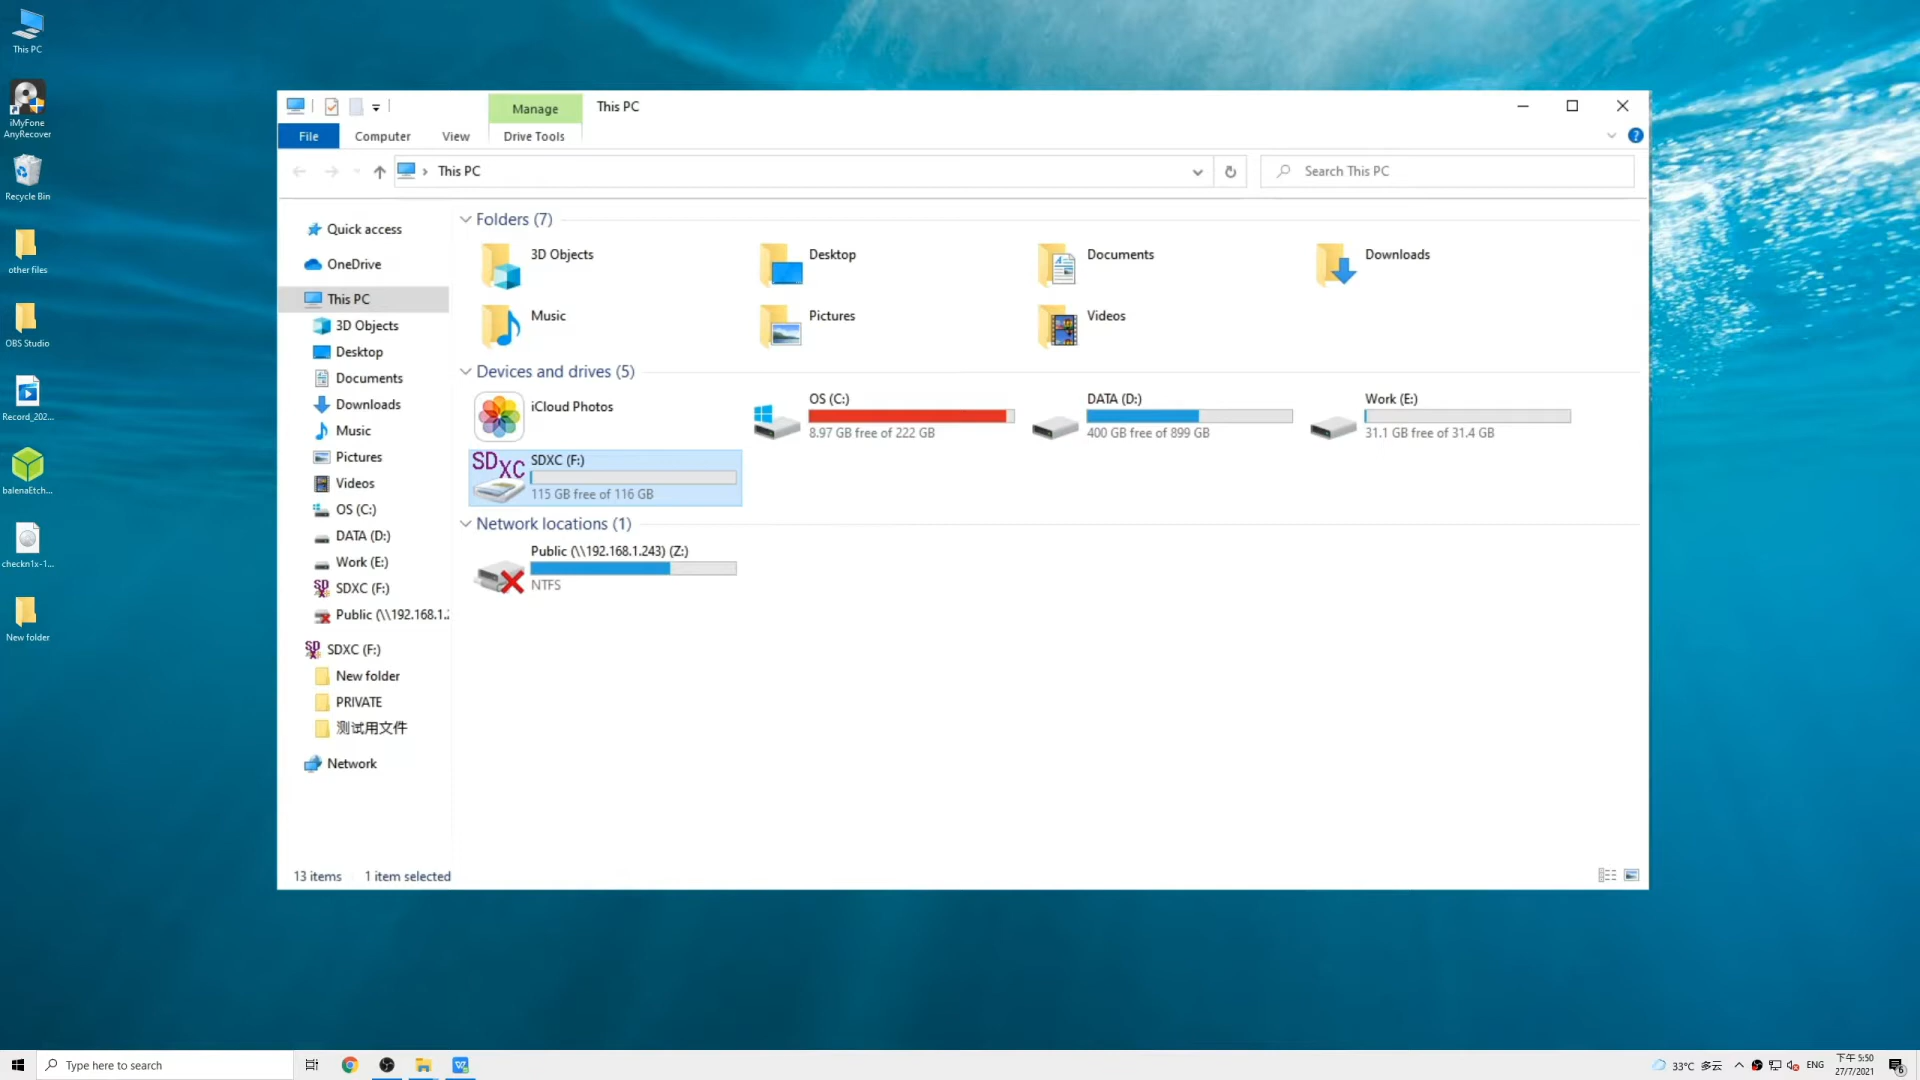 This PC
iMyFone
AnyRecover
Recycle Bin
other files
OBS Studio
Record_202...
balenaEtch...
checkn1x-1...
New folder
Manage
This PC
File
Computer
View
Drive Tools
This PC
Search This PC
Quick access
OneDrive
This PC
3D Objects
Desktop
Documents
Downloads
Music
Pictures
Videos
OS (C:)
DATA (D:)
Work (E:)
SDXC (F:)
Public (\\192.168.1.2
SDXC (F:)
New folder
PRIVATE
测试用文件
Network
Folders (7)
3D Objects
Desktop
Documents
Downloads
Music
Pictures
Videos
Devices and drives (5)
iCloud Photos
OS (C:)
8.97 GB free of 222 GB
DATA (D:)
400 GB free of 899 GB
Work (E:)
31.1 GB free of 31.4 GB
SDXC
SDXC (F:)
115 GB free of 116 GB
Network locations (1)
Public (\\192.168.1.243) (Z:)
NTFS
13 items
1 item selected
Type here to search
33°C 多云
ENG
下午 5:50
27/7/2021
6